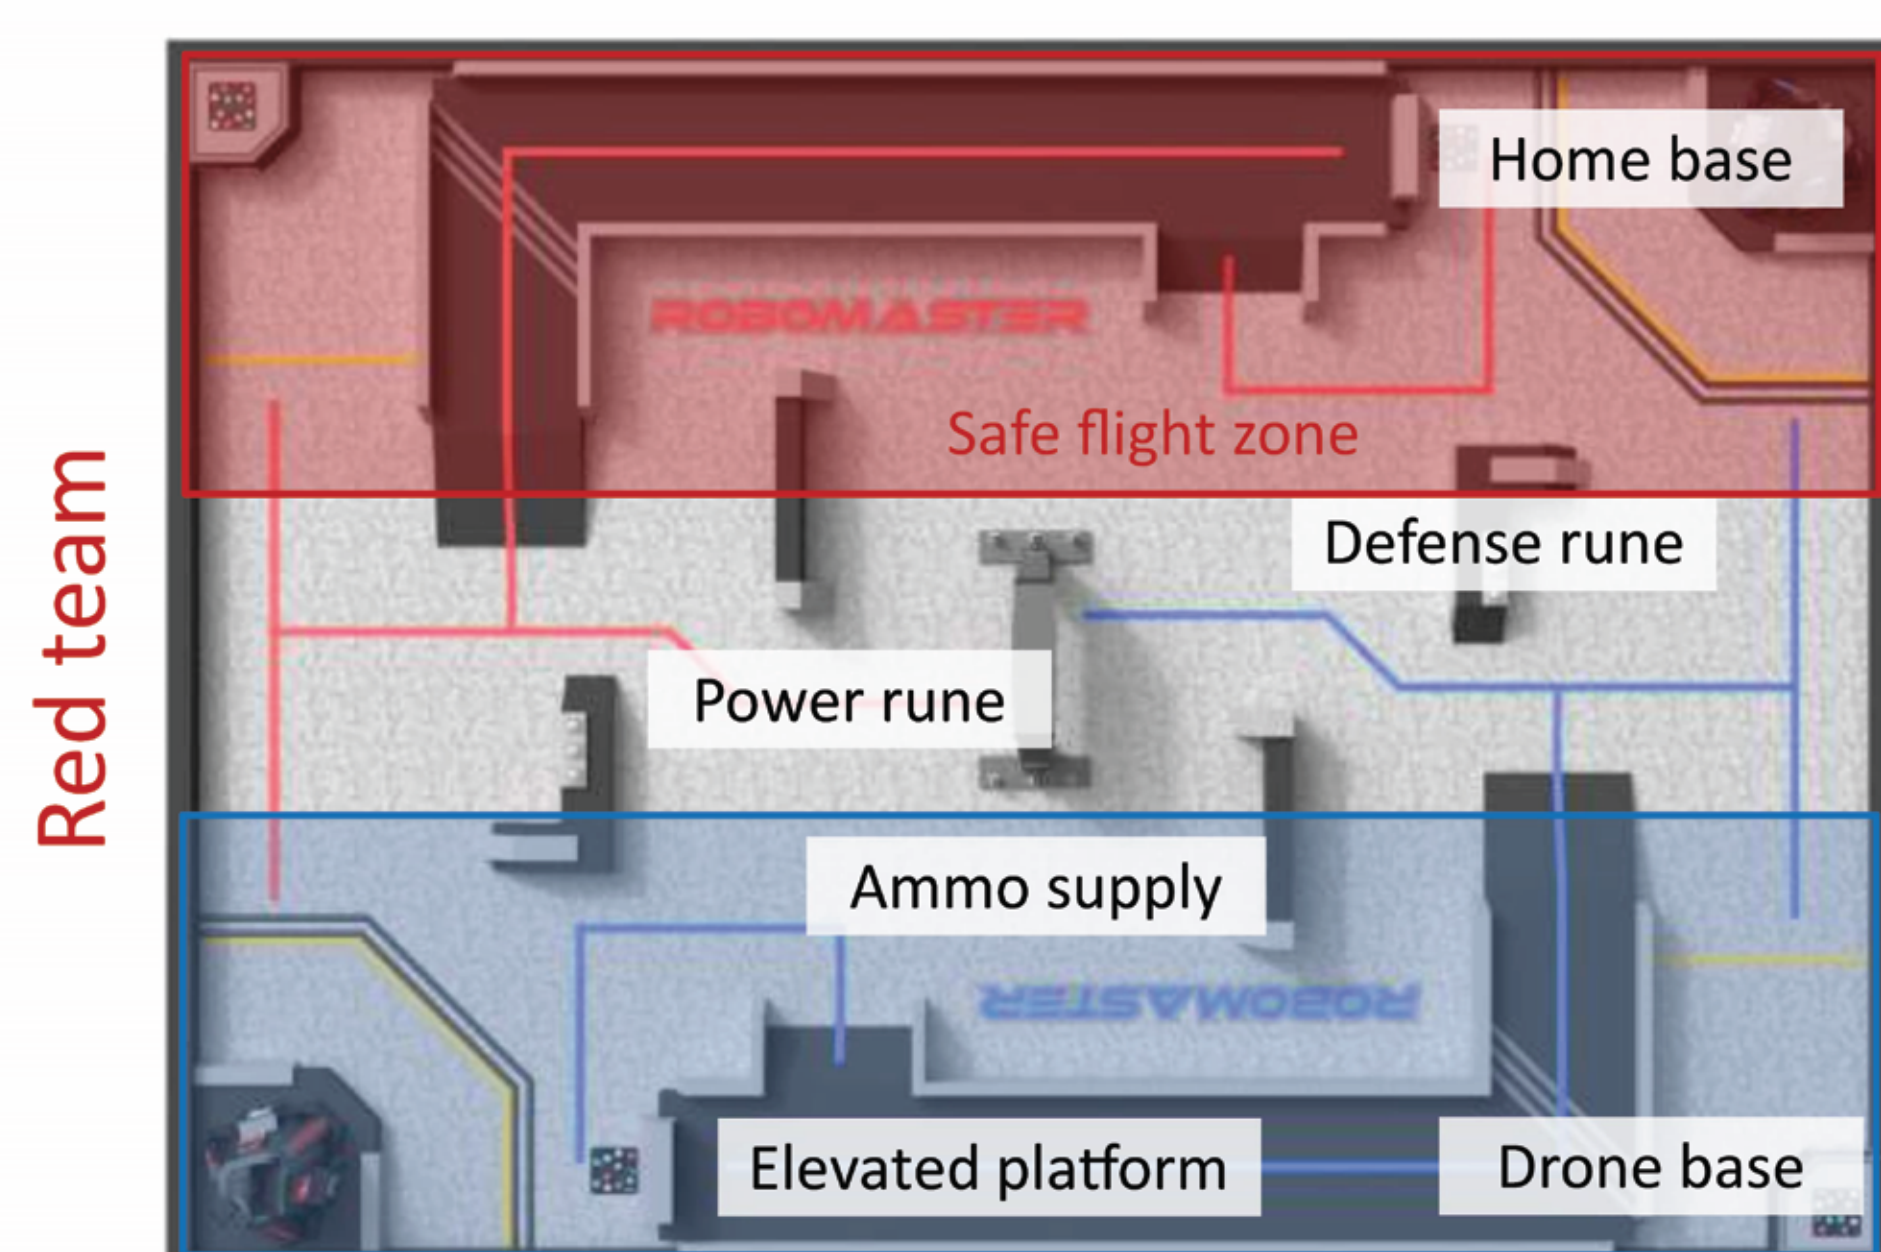 Home base
ROBOMASTER
Safe flight zone
Red team
Defense rune
Power rune
Ammo supply
ROBOMASTER
Elevated platform
Drone base